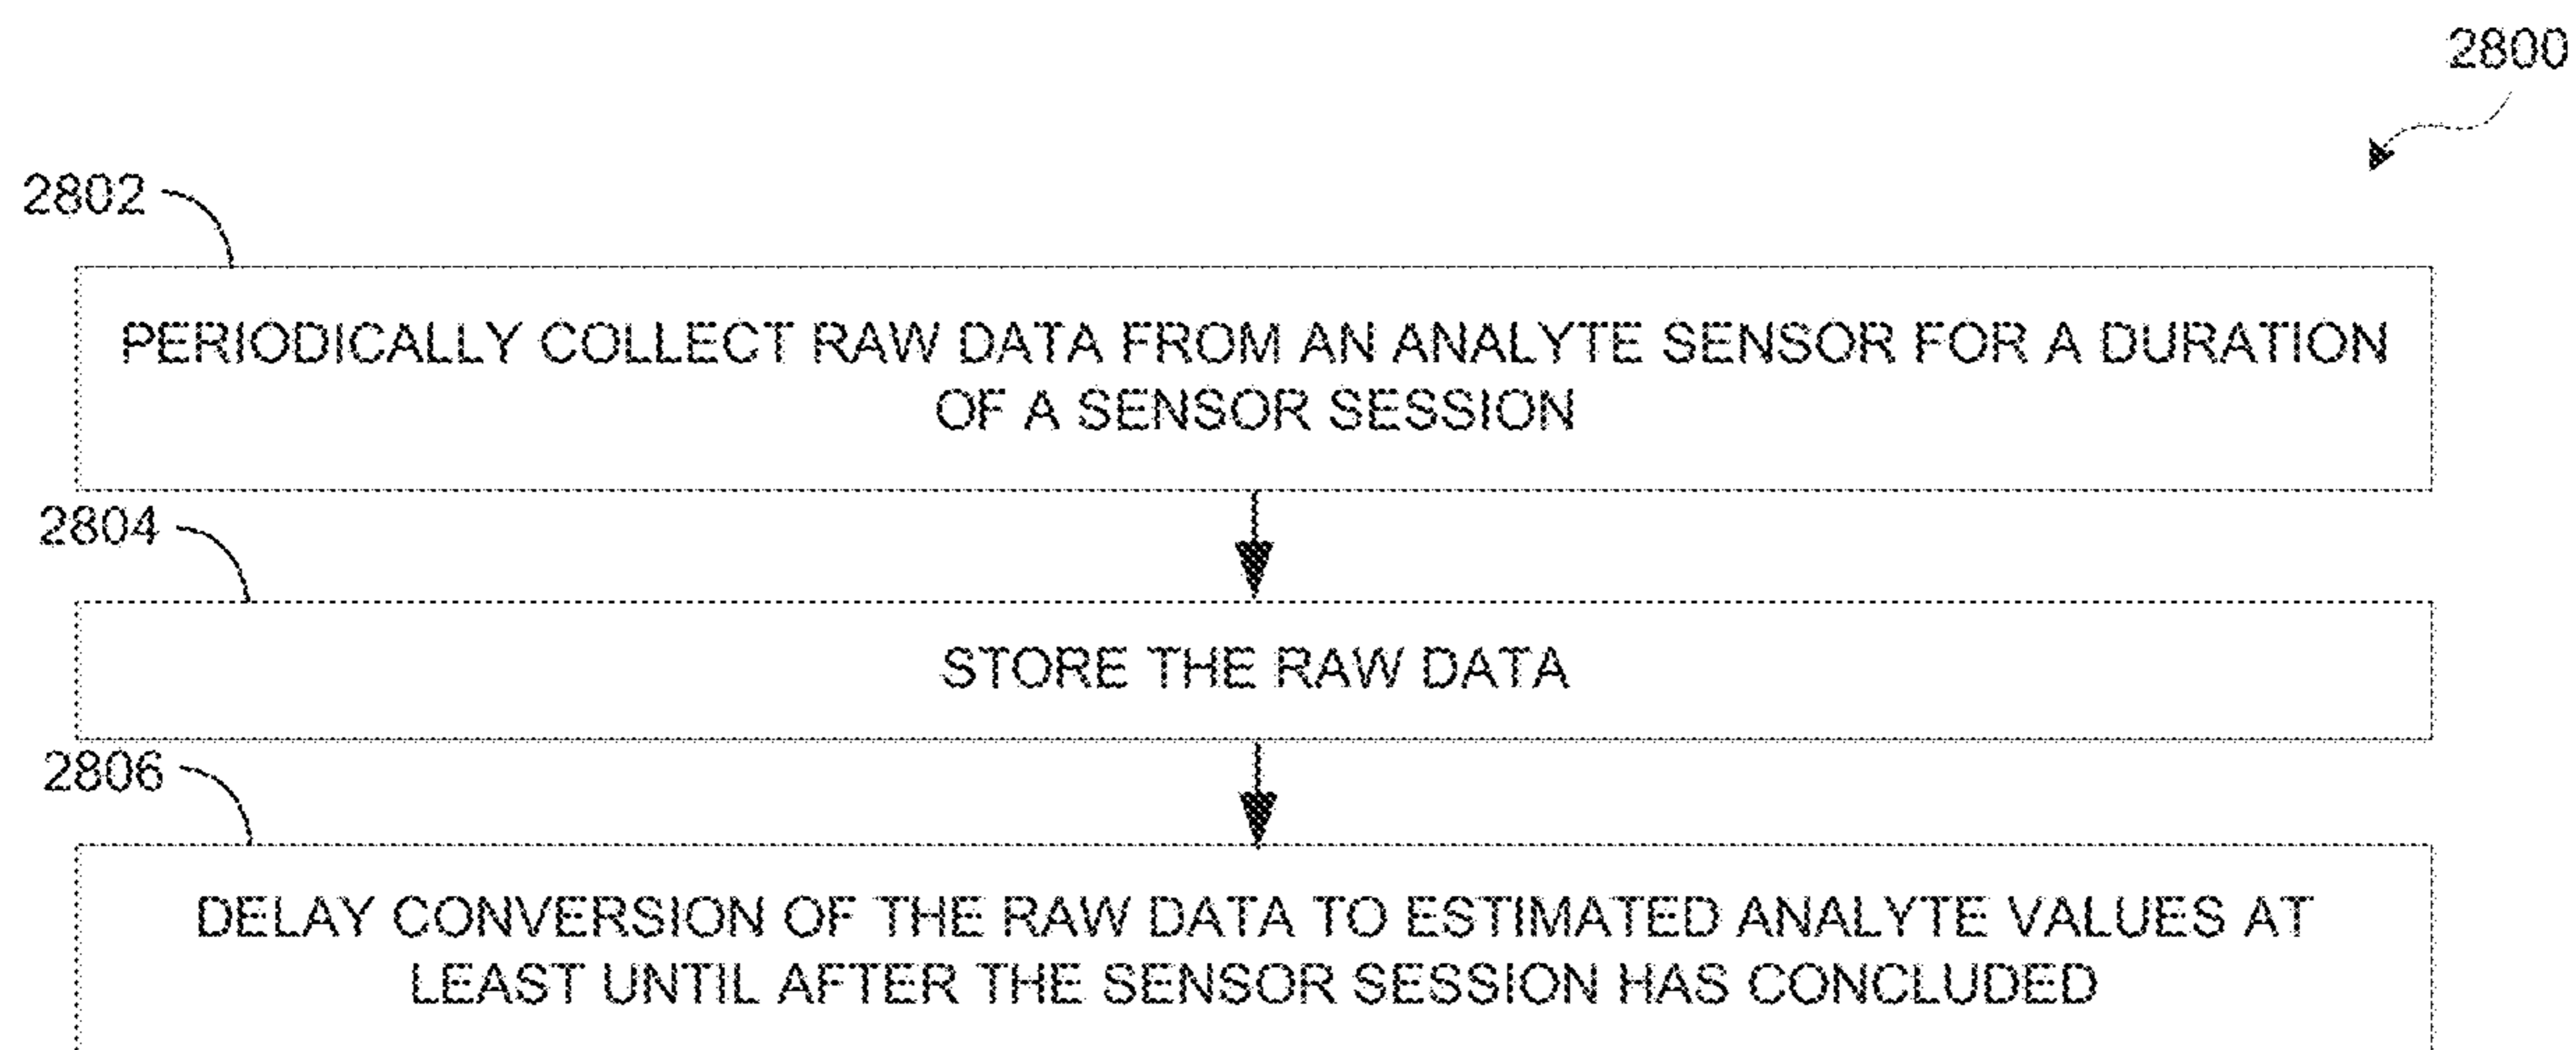 2800
2802
PERIODICALLY COLLECT RAW DATA FROM AN ANALYTE SENSOR FOR A DURATION
OF A SENSOR SESSION
2804
STORE THE RAW DATA
2806
DELAY CONVERSION OF THE RAW DATA TO ESTIMATED ANALYTE VALUES AT
LEAST UNTIL AFTER THE SENSOR SESSION HAS CONCLUDED